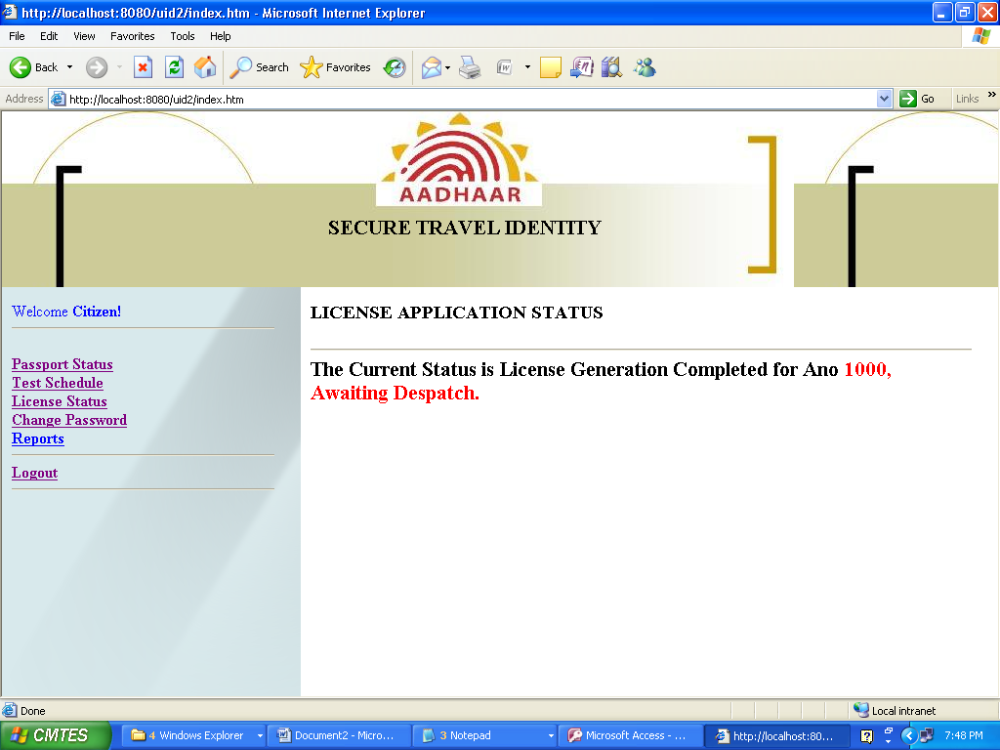 http://localhost:8080/uid2/index.htm - Microsoft Internet Explorer
File Edit View Favorites Tools Help
Back Search Favorites
Address http://localhost:8080/uid2/index.htm Go Links »
AADHAAR
SECURE TRAVEL IDENTITY
Welcome Citizen!
Passport Status
Test Schedule
License Status
Change Password
Reports
Logout
LICENSE APPLICATION STATUS
The Current Status is License Generation Completed for Ano 1000,
Awaiting Despatch.
Done Local intranet
CMTES 4 Windows Explorer Document2 - Micro... 3 Notepad Microsoft Access - ... http://localhost:80... 7:48 PM